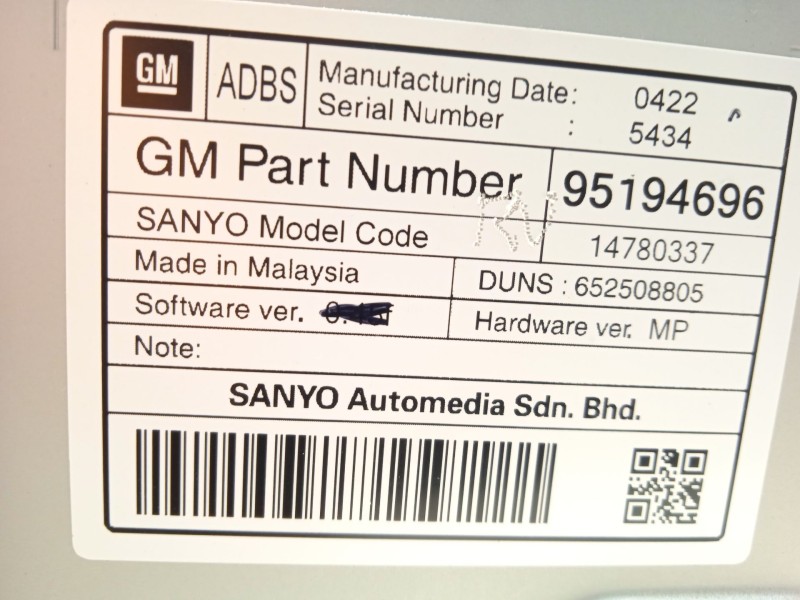 GM
ADBS
Manufacturing Date: 0422
Serial Number : 5434
GM Part Number 95194696
RU
SANYO Model Code 14780337
Made in Malaysia DUNS : 652508805
Software ver. Hardware ver. MP
Note:
SANYO Automedia Sdn. Bhd.